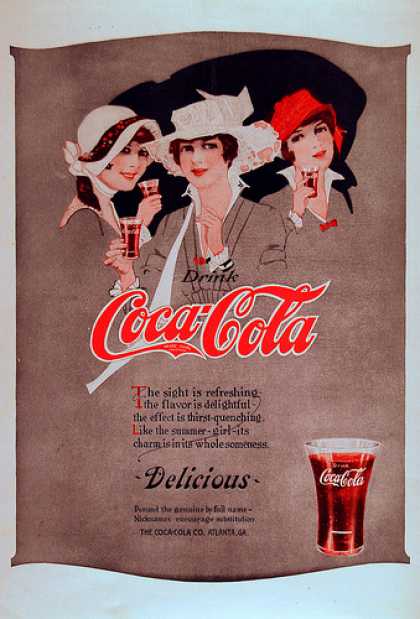 Drink
Coca-Cola
The sight is refreshing
the flavor is delightful-
the effect is thirst-quenching.
Like the summer-girl-its
charm is in its wholesomeness.
-Delicious-
Demand the genuine by full name-
Nicknames encourage substitution
THE COCA-COLA CO. ATLANTA, GA.
Drink
Coca-Cola
Coca-Cola